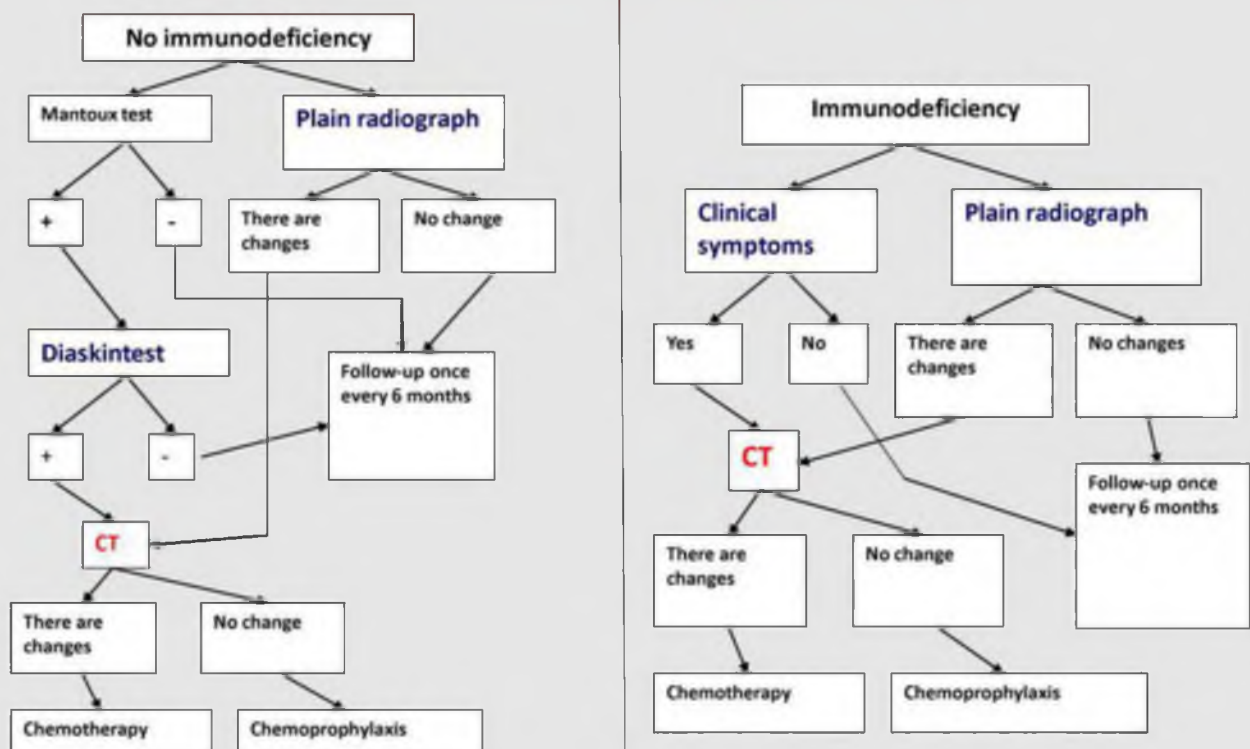 No immunodeficiency
Mantoux test
Plain radiograph
+
-
There are
changes
No change
Diaskintest
Follow-up once
every 6 months
+
-
CT
There are
changes
No change
Chemotherapy
Chemoprophylaxis
Immunodeficiency
Clinical
symptoms
Plain radiograph
Yes
No
There are
changes
No changes
CT
Follow-up once
every 6 months
There are
changes
No change
Chemotherapy
Chemoprophylaxis